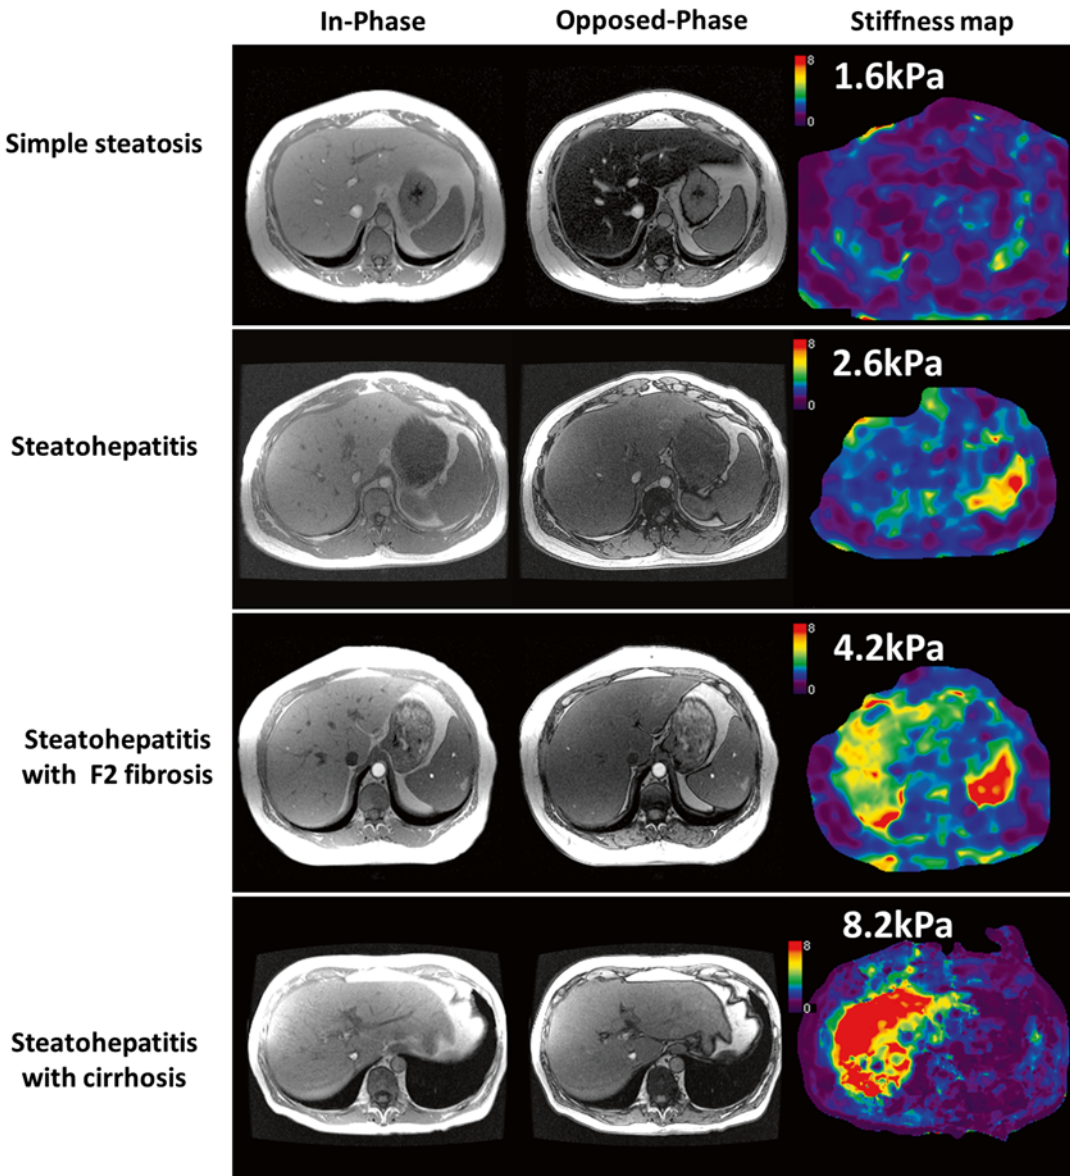 In-Phase
Opposed-Phase
Stiffness map
Simple steatosis
8
0
1.6kPa
Steatohepatitis
8
0
2.6kPa
Steatohepatitis
with F2 fibrosis
8
0
4.2kPa
Steatohepatitis
with cirrhosis
8
0
8.2kPa